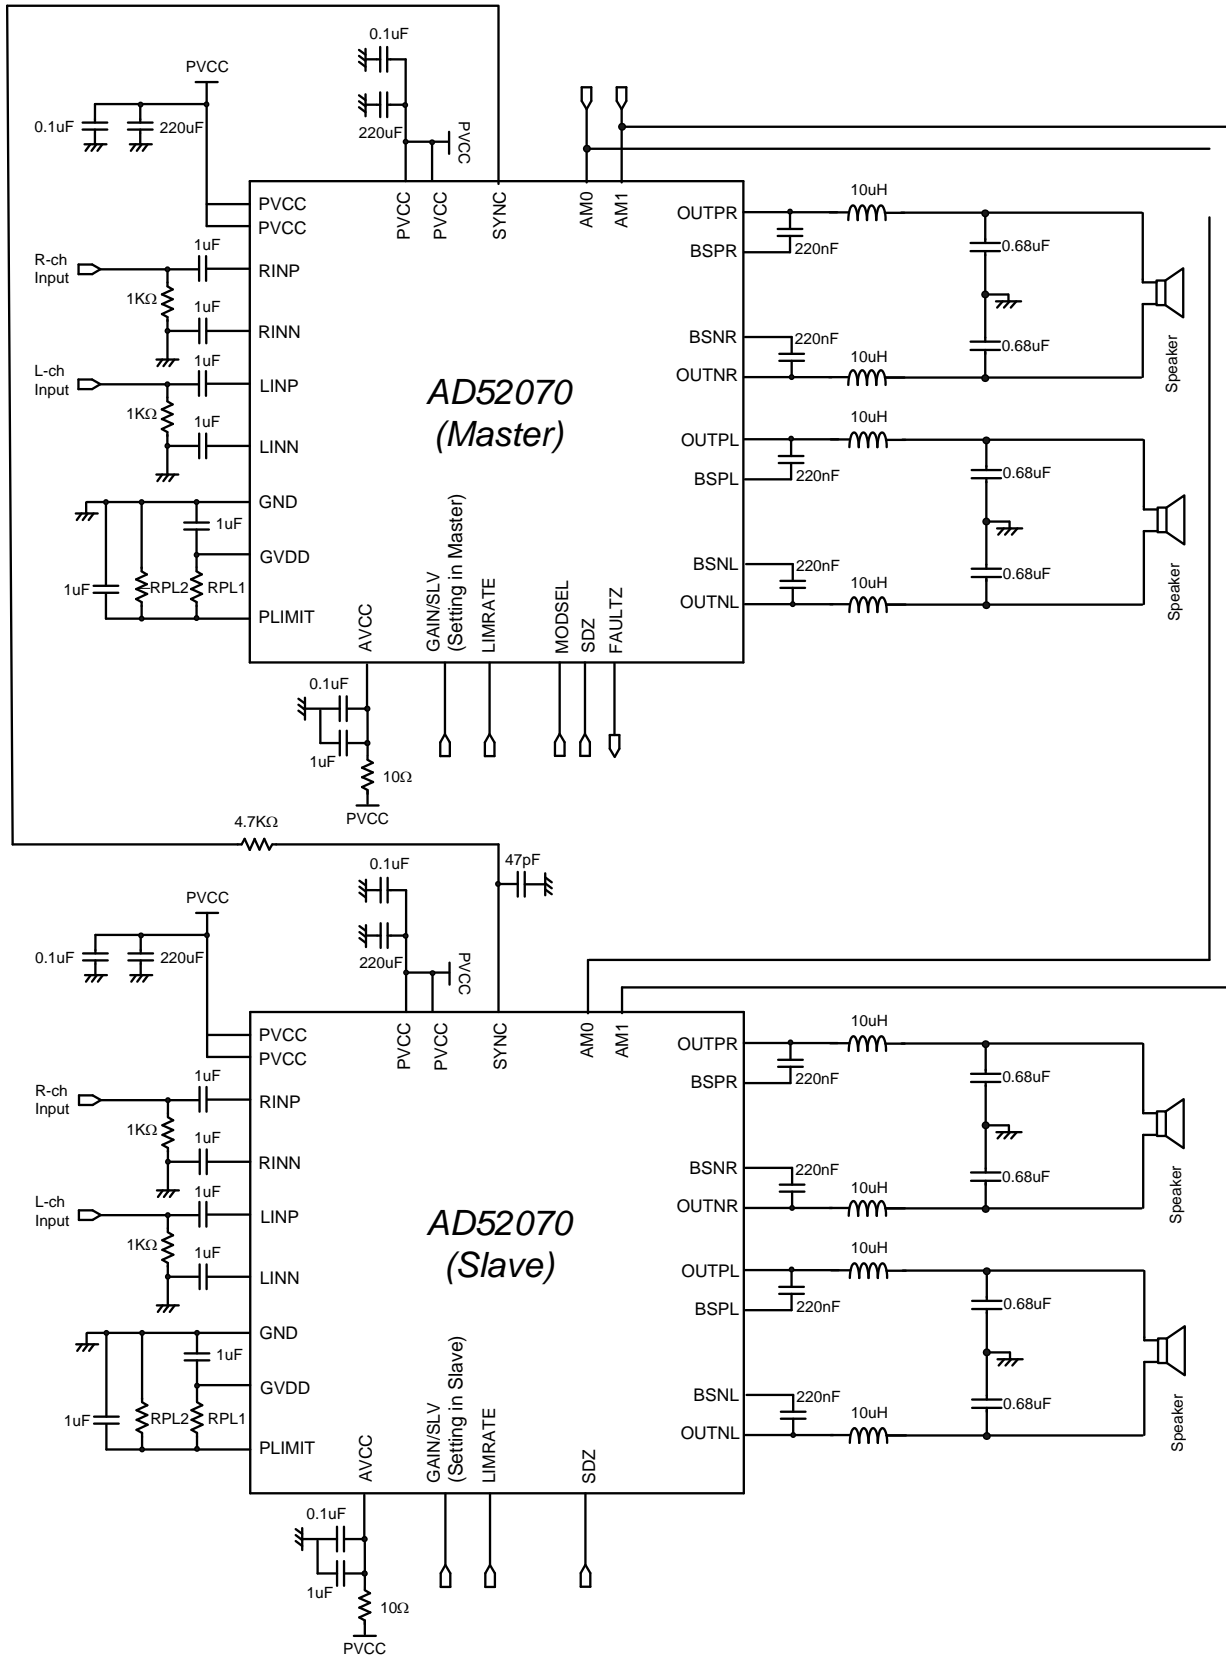 0.1uF
PVCC
0.1uF
220uF
220uF
PVCC
PVCC
PVCC
PVCC
PVCC
SYNC
AM0
AM1
OUTPR
10uH
1uF
BSPR
220nF
0.68uF
R-ch
Input
RINP
1KΩ
1uF
RINN
BSNR
220nF
0.68uF
1uF
10uH
OUTNR
Speaker
L-ch
Input
LINP
AD52070
(Master)
1KΩ
1uF
LINN
OUTPL
10uH
BSPL
220nF
0.68uF
GND
1uF
GVDD
1uF
RPL2
RPL1
PLIMIT
BSNL
220nF
0.68uF
10uH
OUTNL
Speaker
AVCC
GAIN/SLV
(Setting in Master)
LIMRATE
MODSEL
SDZ
FAULTZ
0.1uF
1uF
10Ω
PVCC
4.7KΩ
47pF
0.1uF
PVCC
0.1uF
220uF
220uF
PVCC
PVCC
PVCC
PVCC
PVCC
SYNC
AM0
AM1
OUTPR
10uH
1uF
BSPR
220nF
0.68uF
R-ch
Input
RINP
1KΩ
1uF
RINN
BSNR
220nF
0.68uF
1uF
10uH
OUTNR
Speaker
L-ch
Input
LINP
AD52070
(Slave)
1KΩ
1uF
LINN
OUTPL
10uH
BSPL
220nF
0.68uF
GND
1uF
GVDD
1uF
RPL2
RPL1
PLIMIT
BSNL
220nF
0.68uF
10uH
OUTNL
Speaker
AVCC
GAIN/SLV
(Setting in Slave)
LIMRATE
SDZ
0.1uF
1uF
10Ω
PVCC